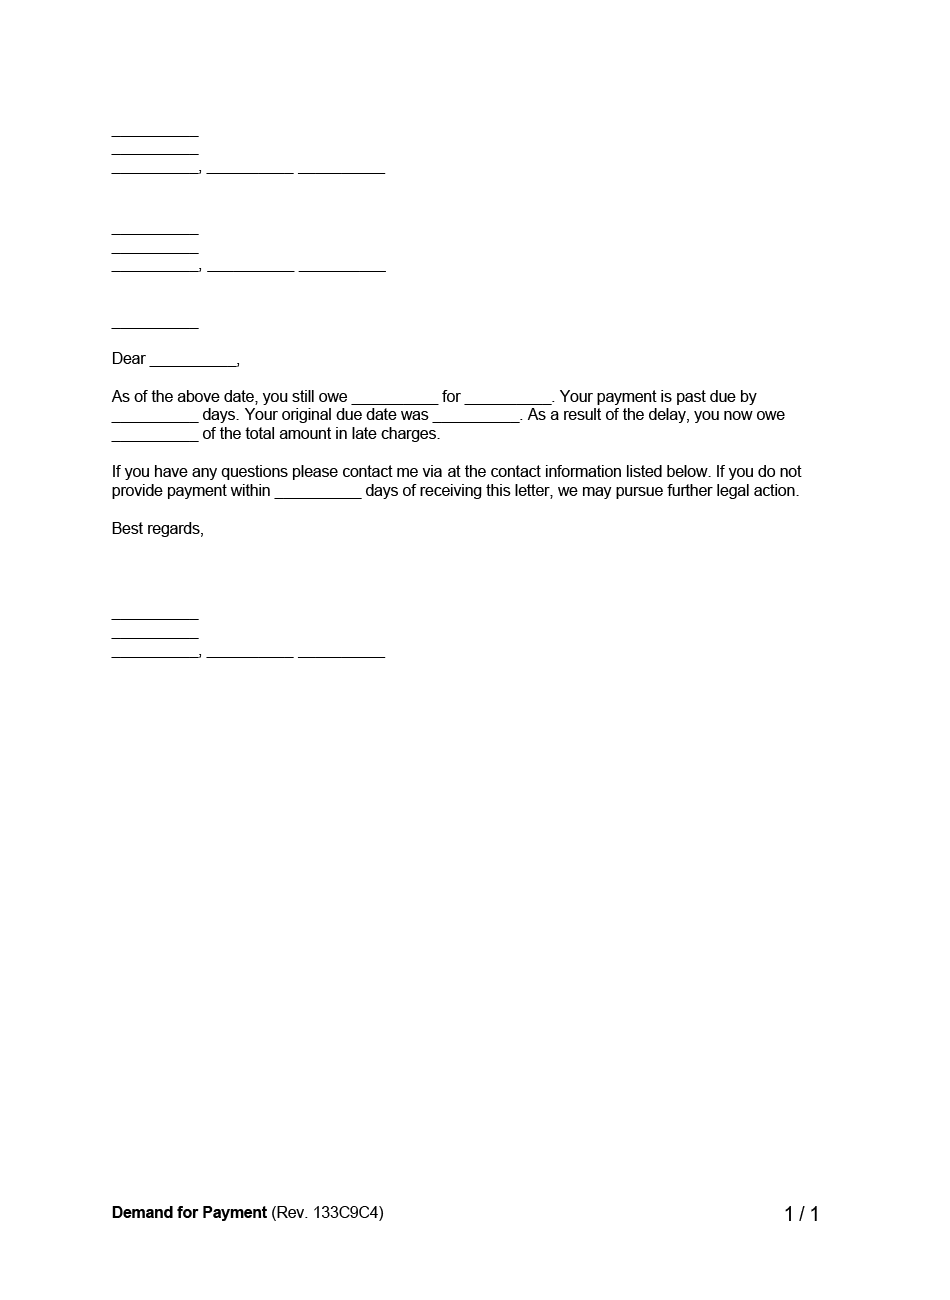 __________
__________
__________, __________ __________
__________
__________
__________, __________ __________
__________
Dear __________,
As of the above date, you still owe __________ for __________. Your payment is past due by
__________ days. Your original due date was __________. As a result of the delay, you now owe
__________ of the total amount in late charges.
If you have any questions please contact me via at the contact information listed below. If you do not
provide payment within __________ days of receiving this letter, we may pursue further legal action.
Best regards,
__________
__________
__________, __________ __________
Demand for Payment (Rev. 133C9C4) 1 / 1